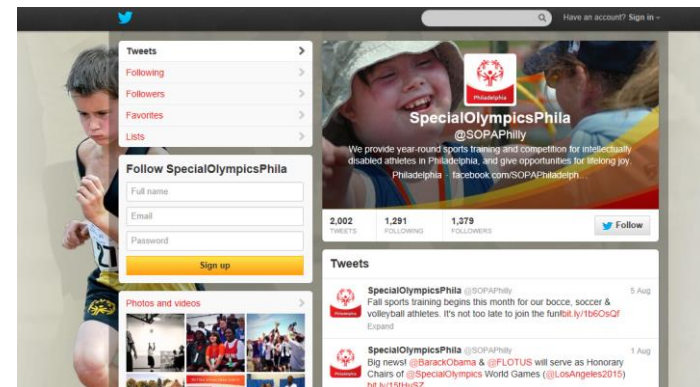 Have an account? Sign in
Tweets
Following
Followers
Favorites
Lists
Follow SpecialOlympicsPhila
Full name
Email
Password
Sign up
Photos and videos
Philadelphia
SpecialOlympicsPhila
@SOPAPhilly
We provide year-round sports training and competition for intellectually
disabled athletes in Philadelphia, and give opportunities for lifelong joy.
Philadelphia · facebook.com/SOPAPhiladelph...
2,002
TWEETS
1,291
FOLLOWING
1,379
FOLLOWERS
Follow
Tweets
SpecialOlympicsPhila @SOPAPhilly 5 Aug
Fall sports training begins this month for our bocce, soccer &
volleyball athletes. It's not too late to join the fun!bit.ly/1b6OsQf
Expand
SpecialOlympicsPhila @SOPAPhilly 1 Aug
Big news! @BarackObama & @FLOTUS will serve as Honorary
Chairs of @SpecialOlympics World Games (@LosAngeles2015)